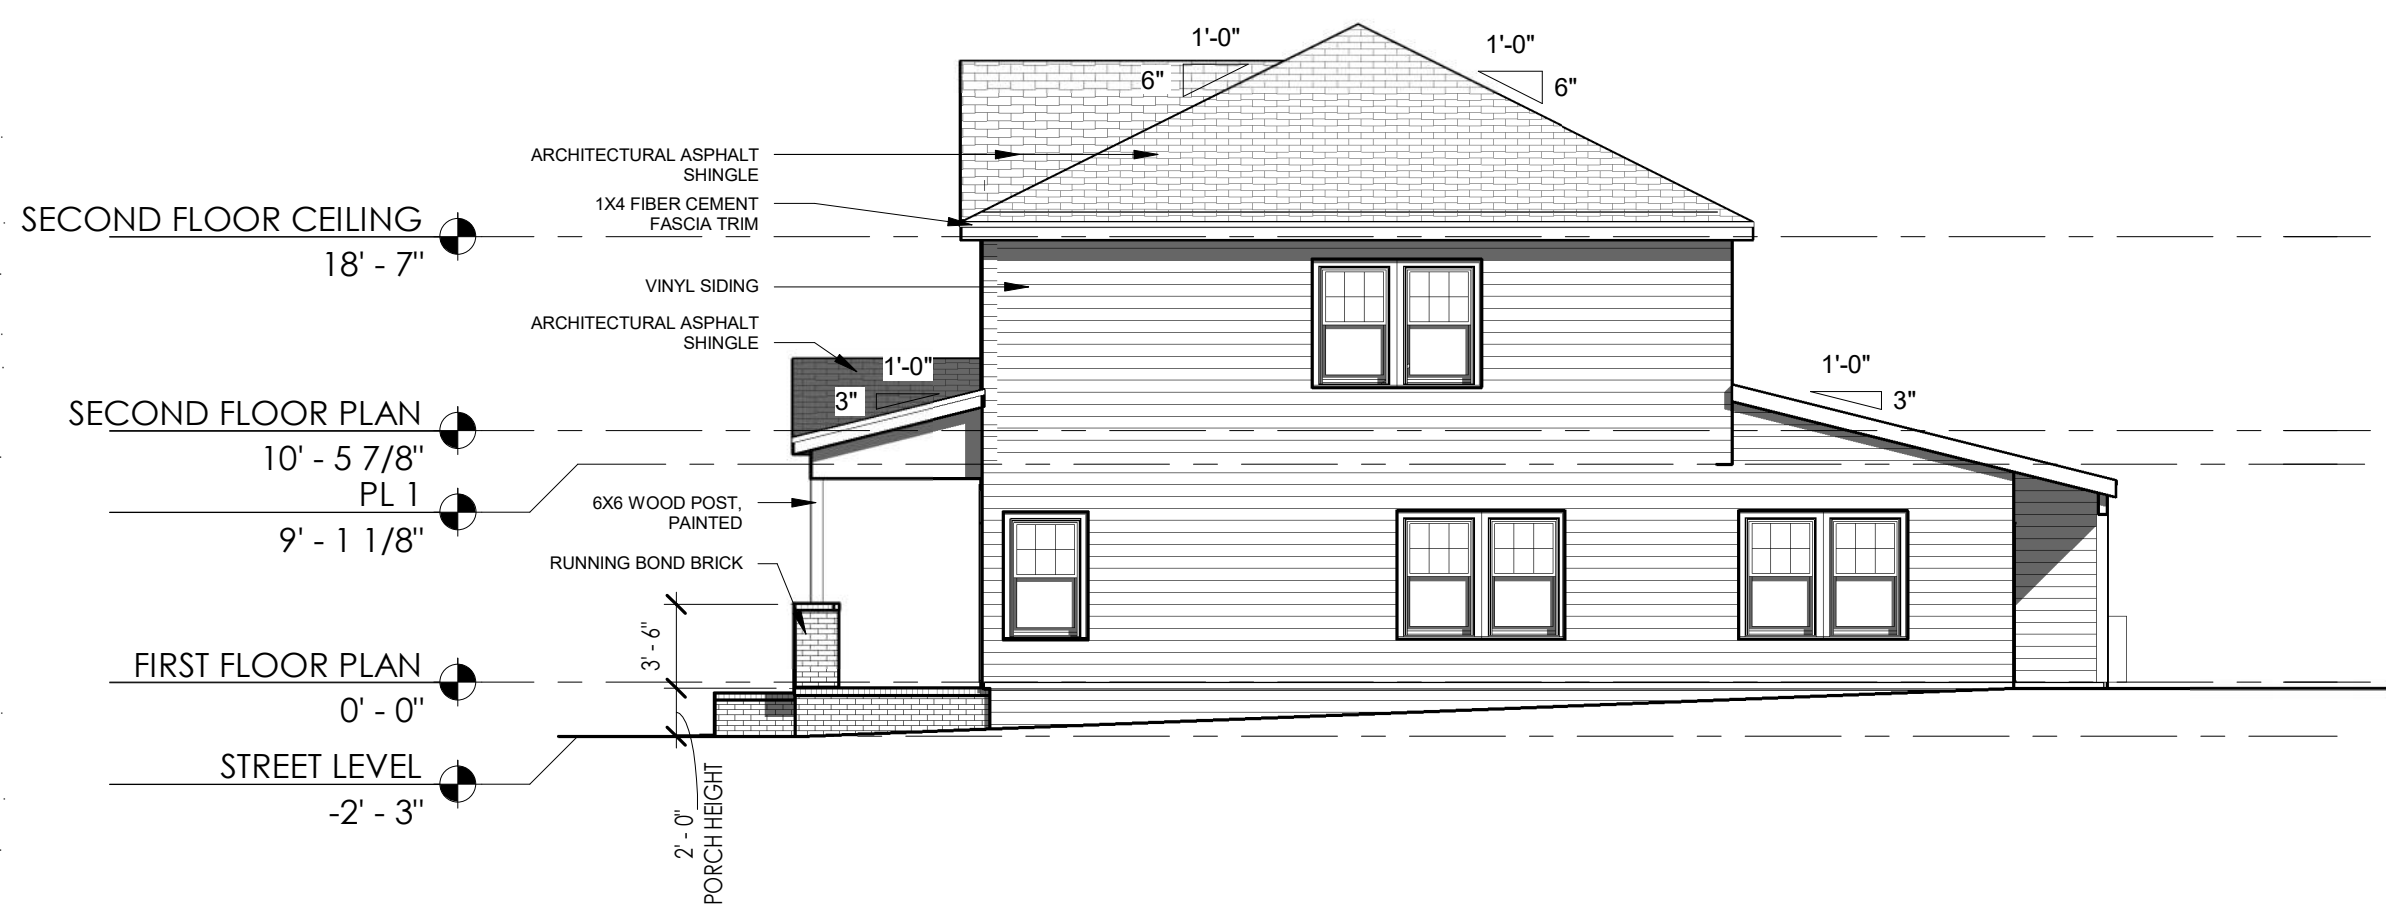 1'-0"
6"
1'-0"
6"
ARCHITECTURAL ASPHALT
SHINGLE
1X4 FIBER CEMENT
FASCIA TRIM
SECOND FLOOR CEILING
18' - 7"
VINYL SIDING
ARCHITECTURAL ASPHALT
SHINGLE
1'-0"
3"
1'-0"
3"
SECOND FLOOR PLAN
10' - 5 7/8"
PL 1
9' - 1 1/8"
6X6 WOOD POST,
PAINTED
RUNNING BOND BRICK
3' - 6"
FIRST FLOOR PLAN
0' - 0"
STREET LEVEL
-2' - 3"
2' - 0"
PORCH HEIGHT